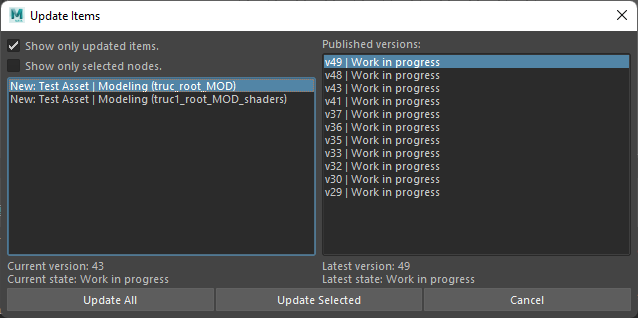 Update Items
Show only updated items.
Show only selected nodes.
New: Test Asset | Modeling (truc_root_MOD)
New: Test Asset | Modeling (truc1_root_MOD_shaders)
Current version: 43
Current state: Work in progress
Published versions:
v49 | Work in progress
v48 | Work in progress
v43 | Work in progress
v41 | Work in progress
v37 | Work in progress
v36 | Work in progress
v35 | Work in progress
v33 | Work in progress
v32 | Work in progress
v30 | Work in progress
v29 | Work in progress
Latest version: 49
Latest state: Work in progress
Update All
Update Selected
Cancel